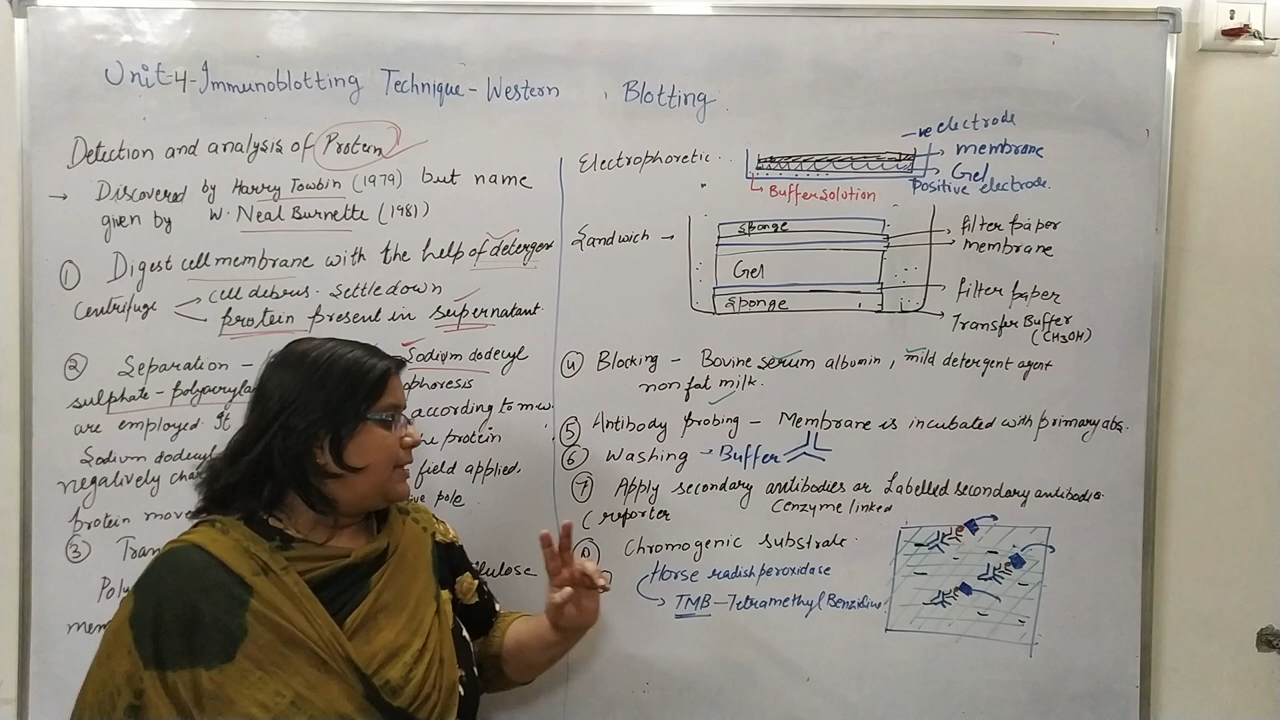 Unit-4-Immunoblotting Technique-Western Blotting
Detection and analysis of Protein
→ Discovered by Harry Towbin (1979) but name
given by W. Neal Burnette (1981)
① Digest cell membrane with the help of detergent
Centrifuge → cell debris. Settledown
→ protein present in supernatant.
② Separation - Sodium dodecyl
sulphate - polyacryla phoresis
are employed. It according to m.w.
Sodium dodecyl protein
negatively cha field applied,
protein move ive pole.
③ Tran
Poly llulose
mem
Electrophoretic..
-ve electrode
membrane
Gel
Positive electrode.
Buffer solution
Sandwich →
Sponge
filter paper
membrane
Gel
filter paper
Sponge
Transfer Buffer
(CH3OH)
④ Blocking - Bovine serum albumin, mild detergent agent
non fat milk.
⑤ Antibody probing - Membrane is incubated with primary abs.
⑥ Washing - Buffer
⑦ Apply secondary antibodies or Labelled secondary antibodies
(reporter (enzyme linked
Chromogenic substrate.
Horse radish peroxidase
→ TMB - Tetramethyl Benzidine